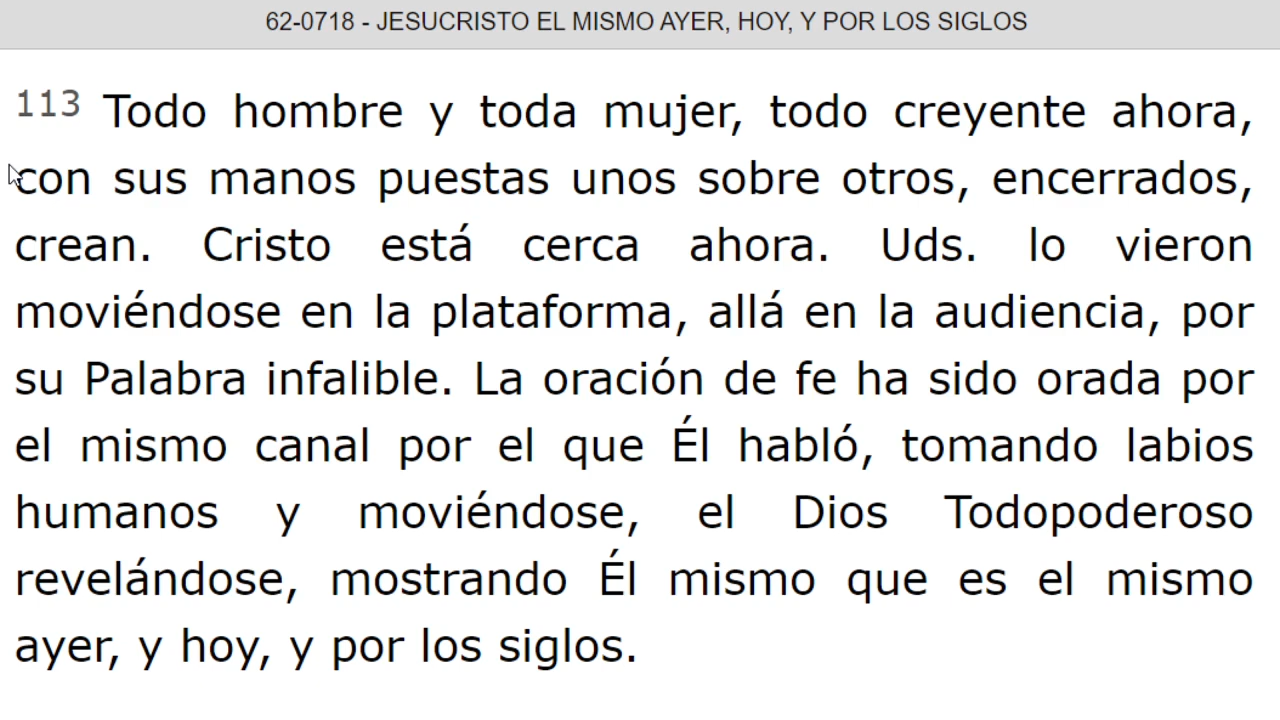 62-0718 - JESUCRISTO EL MISMO AYER, HOY, Y POR LOS SIGLOS
113 Todo hombre y toda mujer, todo creyente ahora,
con sus manos puestas unos sobre otros, encerrados,
crean. Cristo está cerca ahora. Uds. lo vieron
moviéndose en la plataforma, allá en la audiencia, por
su Palabra infalible. La oración de fe ha sido orada por
el mismo canal por el que Él habló, tomando labios
humanos y moviéndose, el Dios Todopoderoso
revelándose, mostrando Él mismo que es el mismo
ayer, y hoy, y por los siglos.